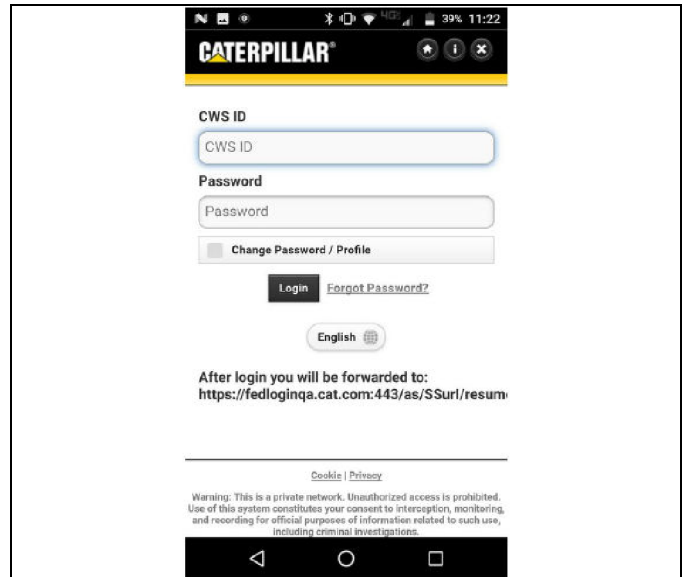 39% 11:22
CATERPILLAR®
CWS ID
CWS ID
Password
Password
Change Password / Profile
Login Forgot Password?
English
After login you will be forwarded to:
https://fedloginqa.cat.com:443/as/SSurl/resum
Cookie | Privacy
Warning: This is a private network. Unauthorized access is prohibited.
Use of this system constitutes your consent to interception, monitoring,
and recording for official purposes of information related to such use,
including criminal investigations.